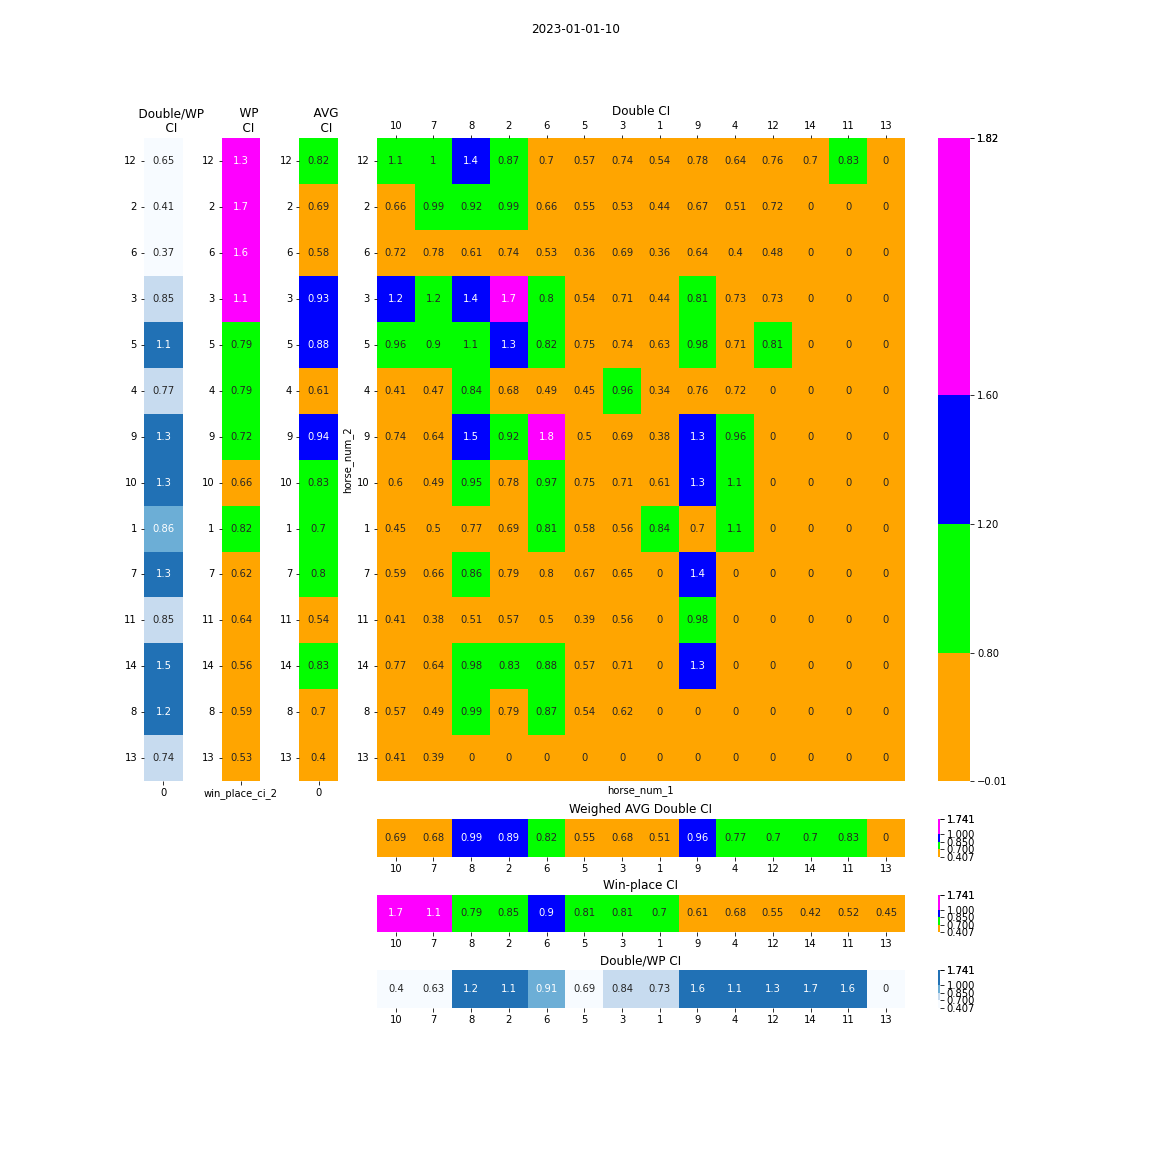 2023-01-01-10
Double/WP CI
WP CI
AVG CI
Double CI
10 7 8 2 6 5 3 1 9 4 12 14 11 13
12 0.65 12 1.3 12 0.82 12 1.1 1 1.4 0.87 0.7 0.57 0.74 0.54 0.78 0.64 0.76 0.7 0.83 0
2 0.41 2 1.7 2 0.69 2 0.66 0.99 0.92 0.99 0.66 0.55 0.53 0.44 0.67 0.51 0.72 0 0 0
6 0.37 6 1.6 6 0.58 6 0.72 0.78 0.61 0.74 0.53 0.36 0.69 0.36 0.64 0.4 0.48 0 0 0
3 0.85 3 1.1 3 0.93 3 1.2 1.2 1.4 1.7 0.8 0.54 0.71 0.44 0.81 0.73 0.73 0 0 0
5 1.1 5 0.79 5 0.88 5 0.96 0.9 1.1 1.3 0.82 0.75 0.74 0.63 0.98 0.71 0.81 0 0 0
4 0.77 4 0.79 4 0.61 4 0.41 0.47 0.84 0.68 0.49 0.45 0.96 0.34 0.76 0.72 0 0 0 0
9 1.3 9 0.72 9 0.94 9 0.74 0.64 1.5 0.92 1.8 0.5 0.69 0.38 1.3 0.96 0 0 0 0
10 1.3 10 0.66 10 0.83 10 0.6 0.49 0.95 0.78 0.97 0.75 0.71 0.61 1.3 1.1 0 0 0 0
1 0.86 1 0.82 1 0.7 1 0.45 0.5 0.77 0.69 0.81 0.58 0.56 0.84 0.7 1.1 0 0 0 0
7 1.3 7 0.62 7 0.8 7 0.59 0.66 0.86 0.79 0.8 0.67 0.65 0 1.4 0 0 0 0 0
11 0.85 11 0.64 11 0.54 11 0.41 0.38 0.51 0.57 0.5 0.39 0.56 0 0.98 0 0 0 0 0
14 1.5 14 0.56 14 0.83 14 0.77 0.64 0.98 0.83 0.88 0.57 0.71 0 1.3 0 0 0 0 0
8 1.2 8 0.59 8 0.7 8 0.57 0.49 0.99 0.79 0.87 0.54 0.62 0 0 0 0 0 0 0
13 0.74 13 0.53 13 0.4 13 0.41 0.39 0 0 0 0 0 0 0 0 0 0 0 0
0 win_place_ci_2 0
horse_num_2
horse_num_1
1.82
1.60
1.20
0.80
−0.01
Weighed AVG Double CI
0.69 0.68 0.99 0.89 0.82 0.55 0.68 0.51 0.96 0.77 0.7 0.7 0.83 0
10 7 8 2 6 5 3 1 9 4 12 14 11 13
1.741
1.000
0.850
0.700
0.407
Win-place CI
1.7 1.1 0.79 0.85 0.9 0.81 0.81 0.7 0.61 0.68 0.55 0.42 0.52 0.45
10 7 8 2 6 5 3 1 9 4 12 14 11 13
1.741
1.000
0.850
0.700
0.407
Double/WP CI
0.4 0.63 1.2 1.1 0.91 0.69 0.84 0.73 1.6 1.1 1.3 1.7 1.6 0
10 7 8 2 6 5 3 1 9 4 12 14 11 13
1.741
1.000
0.850
0.700
0.407